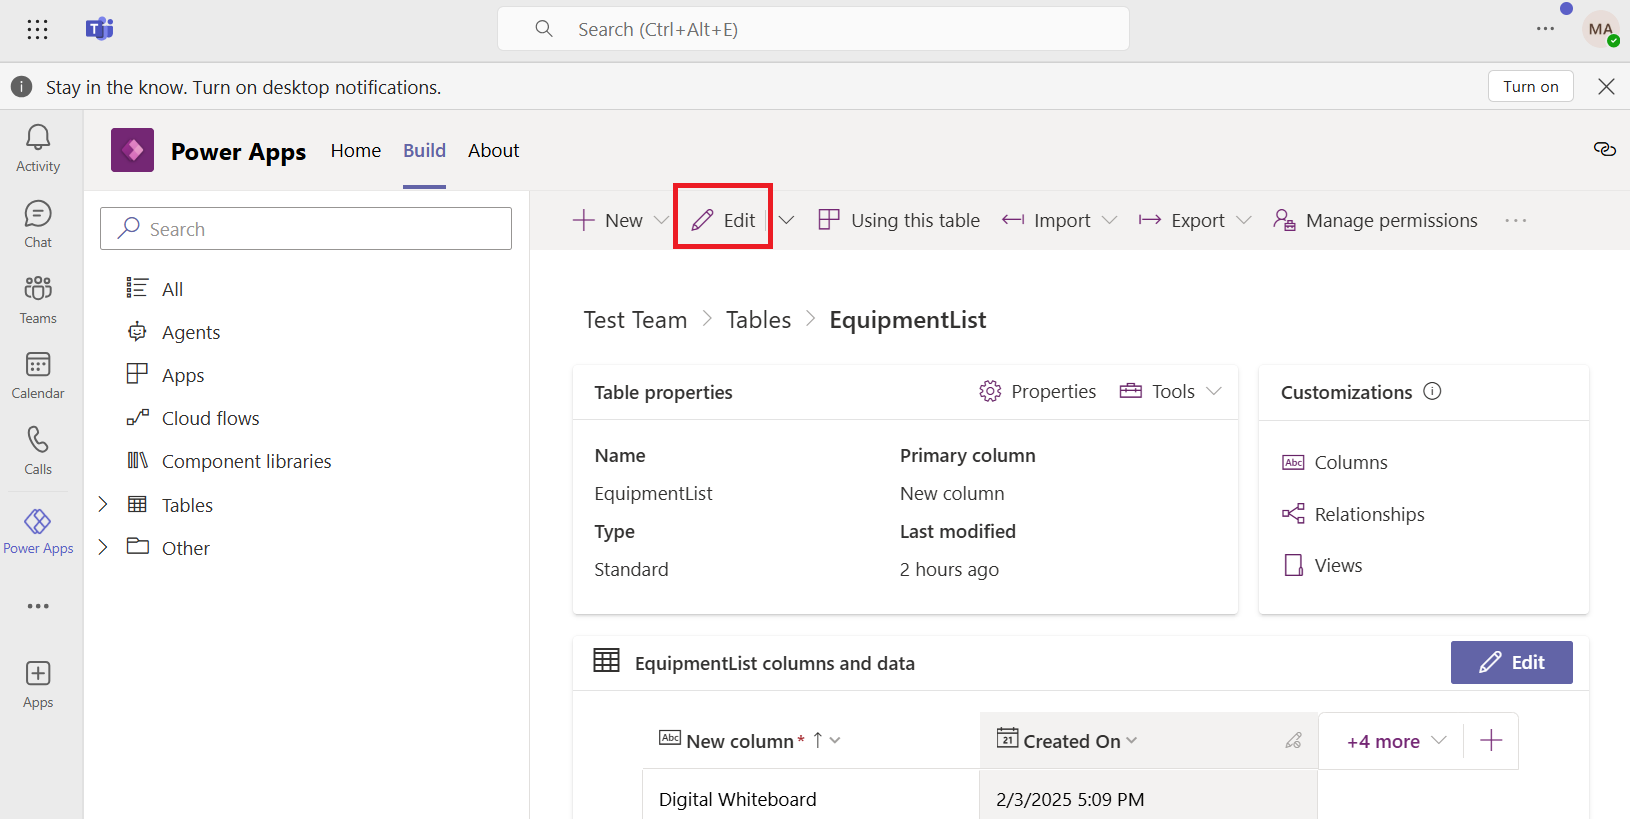 Search (Ctrl+Alt+E)
MA
Stay in the know. Turn on desktop notifications.
Turn on
Activity
Chat
Teams
Calendar
Calls
Power Apps
Apps
Power Apps
Home
Build
About
Search
All
Agents
Apps
Cloud flows
Component libraries
Tables
Other
New
Edit
Using this table
Import
Export
Manage permissions
Test Team > Tables > EquipmentList
Table properties
Properties
Tools
Name
EquipmentList
Primary column
New column
Type
Standard
Last modified
2 hours ago
Customizations
Abc Columns
Relationships
Views
EquipmentList columns and data
Edit
Abc New column* ↑
21 Created On
+4 more
Digital Whiteboard
2/3/2025 5:09 PM